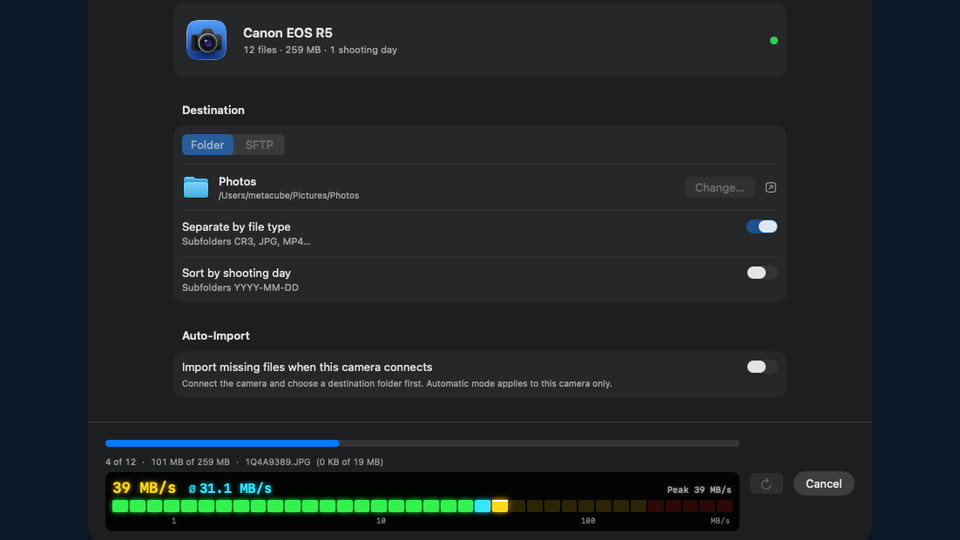 Canon EOS R5
12 files · 259 MB · 1 shooting day
Destination
Folder SFTP
Photos
/Users/metacube/Pictures/Photos
Change...
Separate by file type
Subfolders CR3, JPG, MP4...
Sort by shooting day
Subfolders YYYY-MM-DD
Auto-Import
Import missing files when this camera connects
Connect the camera and choose a destination folder first. Automatic mode applies to this camera only.
4 of 12 · 101 MB of 259 MB · 1Q4A9389.JPG (0 KB of 19 MB)
39 MB/s ø 31.1 MB/s Peak 39 MB/s
1 10 100 MB/s
Cancel